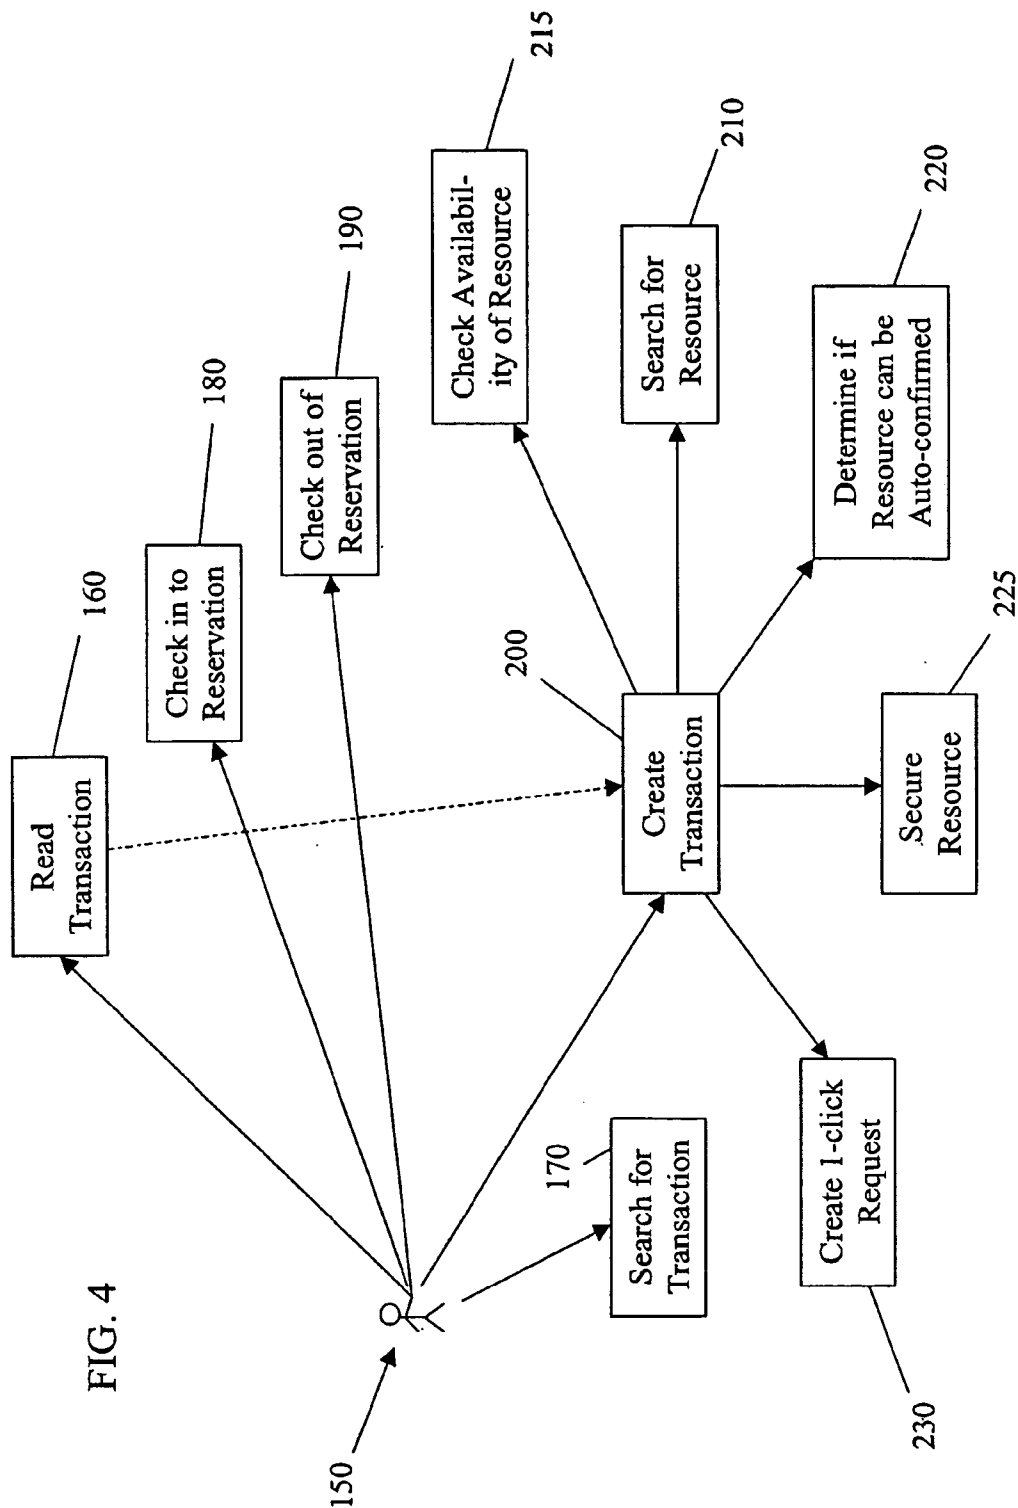 FIG. 4
150
Read
Transaction
160
Check in to
Reservation
180
Check out of
Reservation
190
Check Availabil-
ity of Resource
215
Search for
Resource
210
Determine if
Resource can be
Auto-confirmed
220
Create
Transaction
200
Secure
Resource
225
Search for
Transaction
170
Create 1-click
Request
230